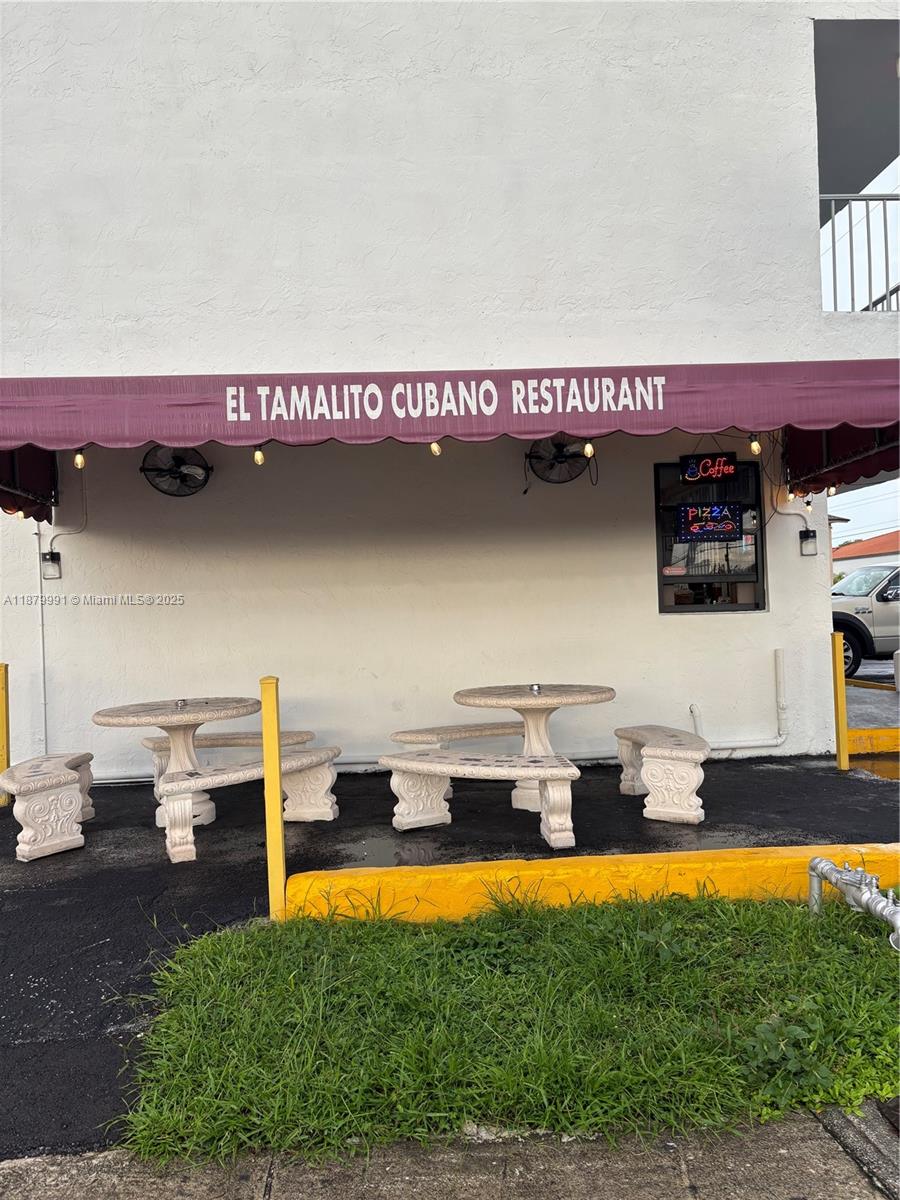 EL TAMALITO CUBANO RESTAURANT
Coffee
PIZZA
A11879991 © Miami MLS® 2025